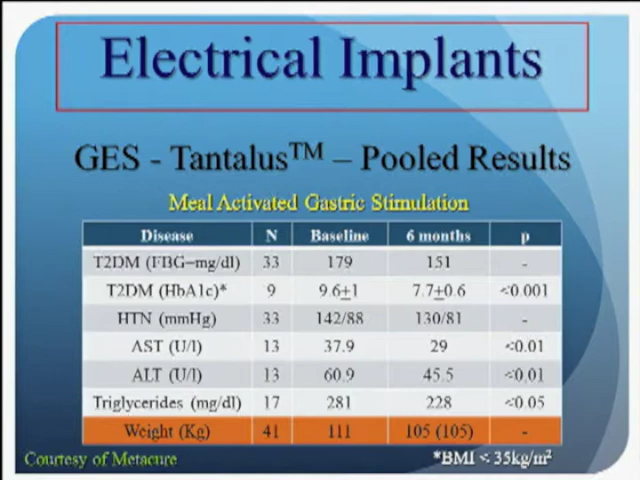 Electrical Implants
GES - Tantalus™ – Pooled Results
Meal Activated Gastric Stimulation
Disease N Baseline 6 months p
T2DM (FBG–mg/dl) 33 179 151 -
T2DM (HbA1c)* 9 9.6±1 7.7±0.6 <0.001
HTN (mmHg) 33 142/88 130/81 -
AST (U/l) 13 37.9 29 <0.01
ALT (U/l) 13 60.9 45.5 <0.01
Triglycerides (mg/dl) 17 281 228 <0.05
Weight (Kg) 41 111 105 (105) -
Courtesy of Metacure *BMI < 35kg/m²